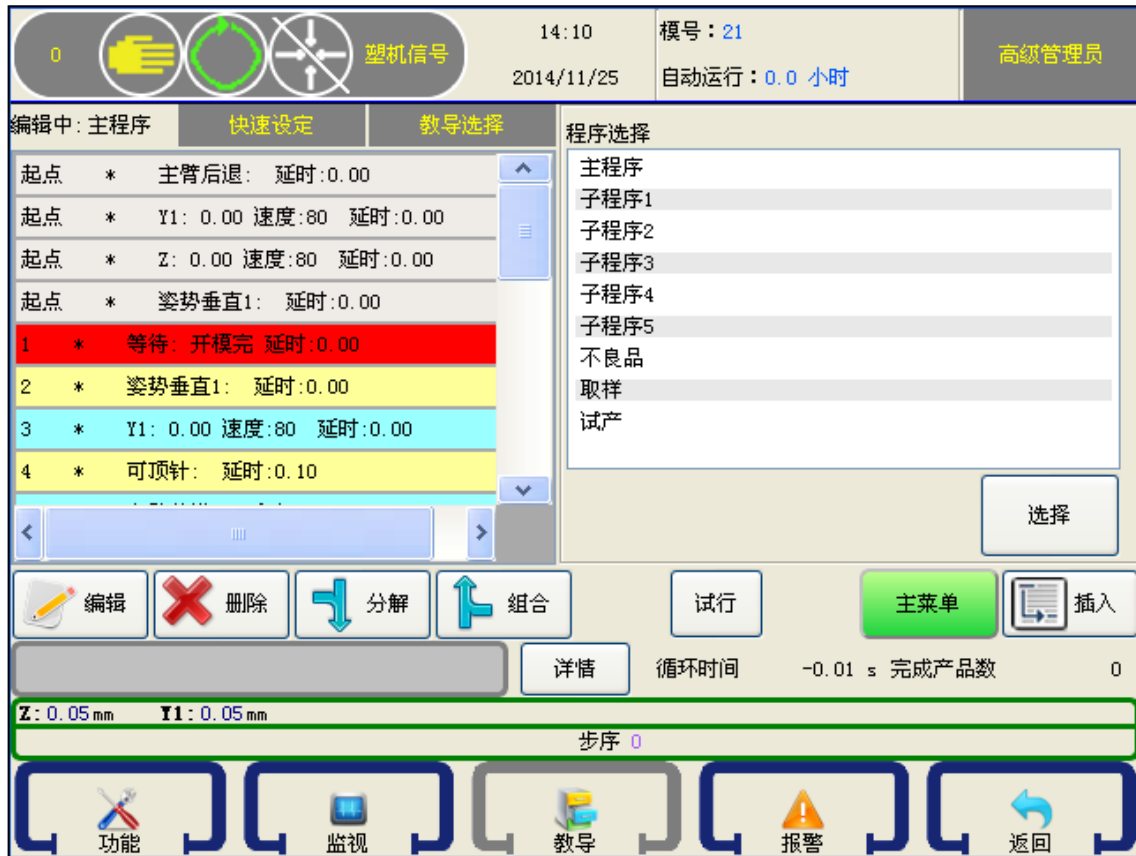 0 塑机信号 14:10 模号：21 高级管理员
2014/11/25 自动运行：0.0 小时
编辑中：主程序 快速设定 教导选择
起点 * 主臂后退： 延时:0.00
起点 * Y1: 0.00 速度:80 延时:0.00
起点 * Z: 0.00 速度:80 延时:0.00
起点 * 姿势垂直1: 延时:0.00
1 * 等待: 开模完 延时:0.00
2 * 姿势垂直1: 延时:0.00
3 * Y1: 0.00 速度:80 延时:0.00
4 * 可顶针: 延时:0.10
程序选择
主程序
子程序1
子程序2
子程序3
子程序4
子程序5
不良品
取样
试产
选择
编辑 删除 分解 组合 试行 主菜单 插入
详情 循环时间 -0.01 s 完成产品数 0
Z:0.05mm Y1:0.05mm
步序 0
功能 监视 教导 报警 返回